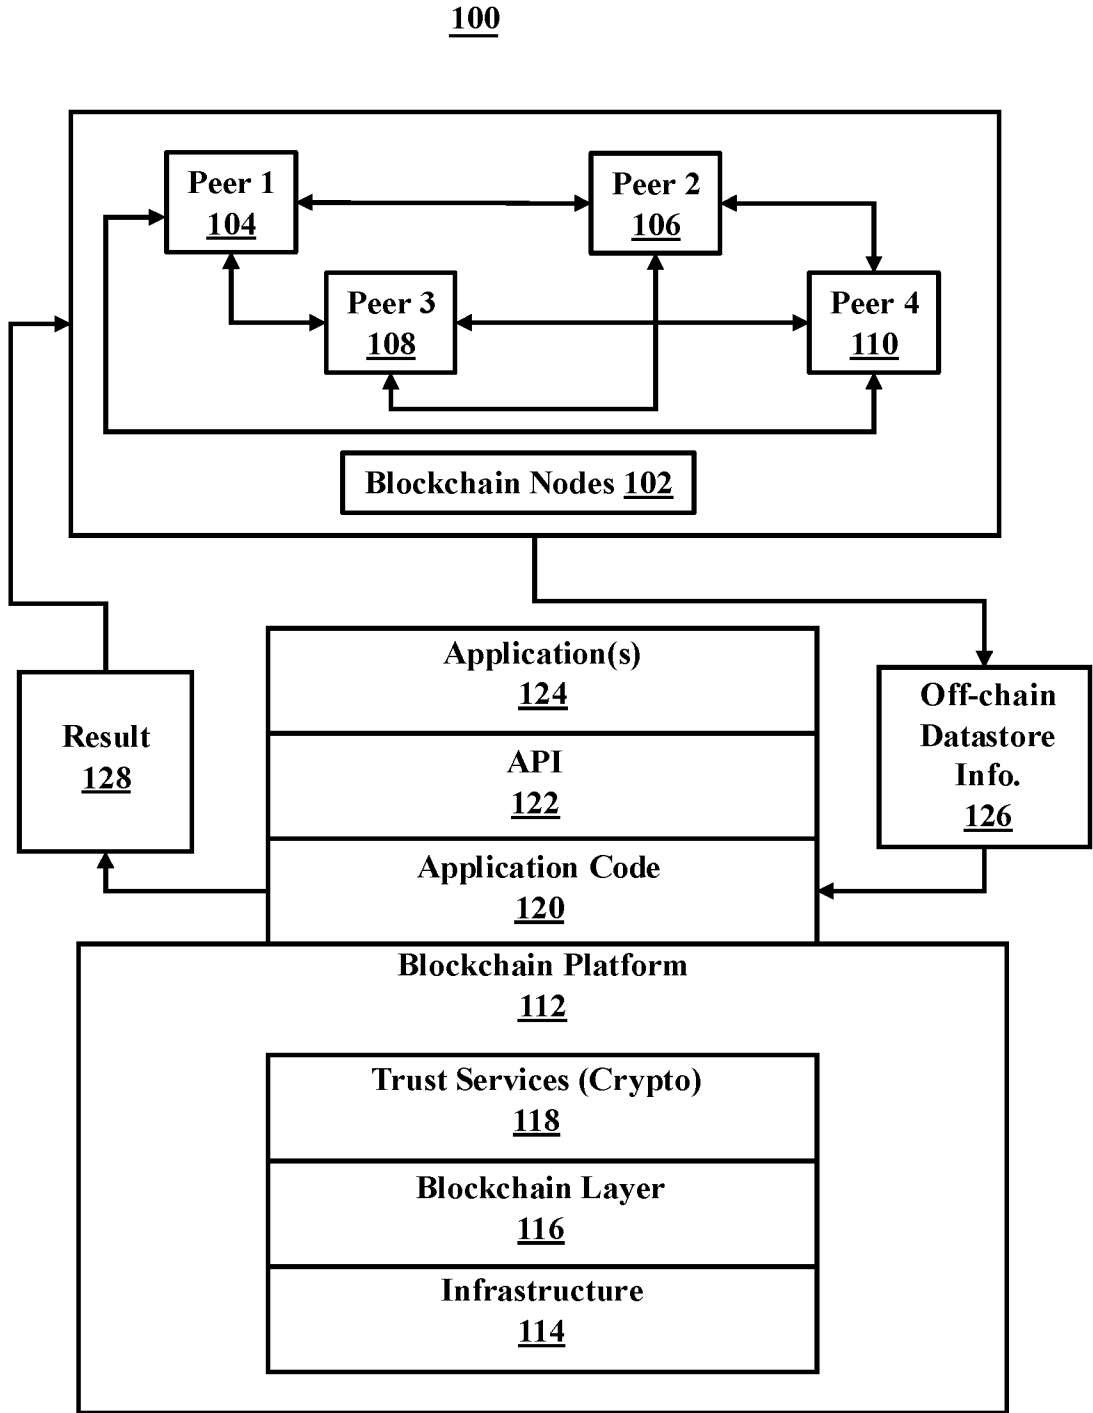 100
Peer 1
104
Peer 2
106
Peer 3
108
Peer 4
110
Blockchain Nodes 102
Application(s)
124
API
122
Application Code
120
Result
128
Off-chain
Datastore
Info.
126
Blockchain Platform
112
Trust Services (Crypto)
118
Blockchain Layer
116
Infrastructure
114